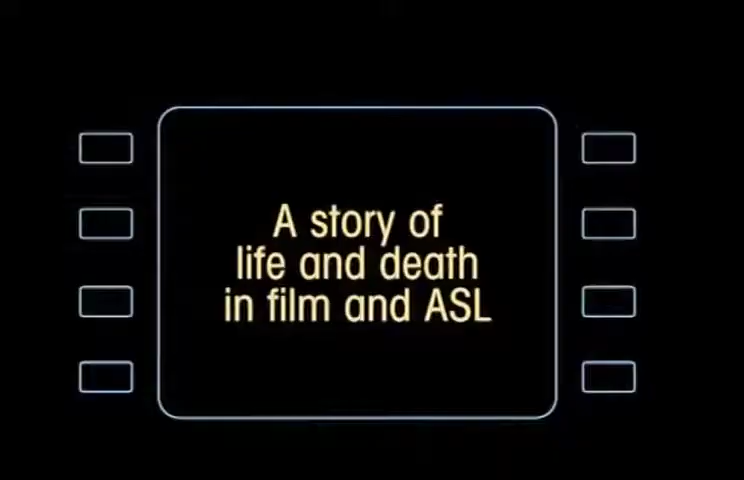 A story of
life and death
in film and ASL